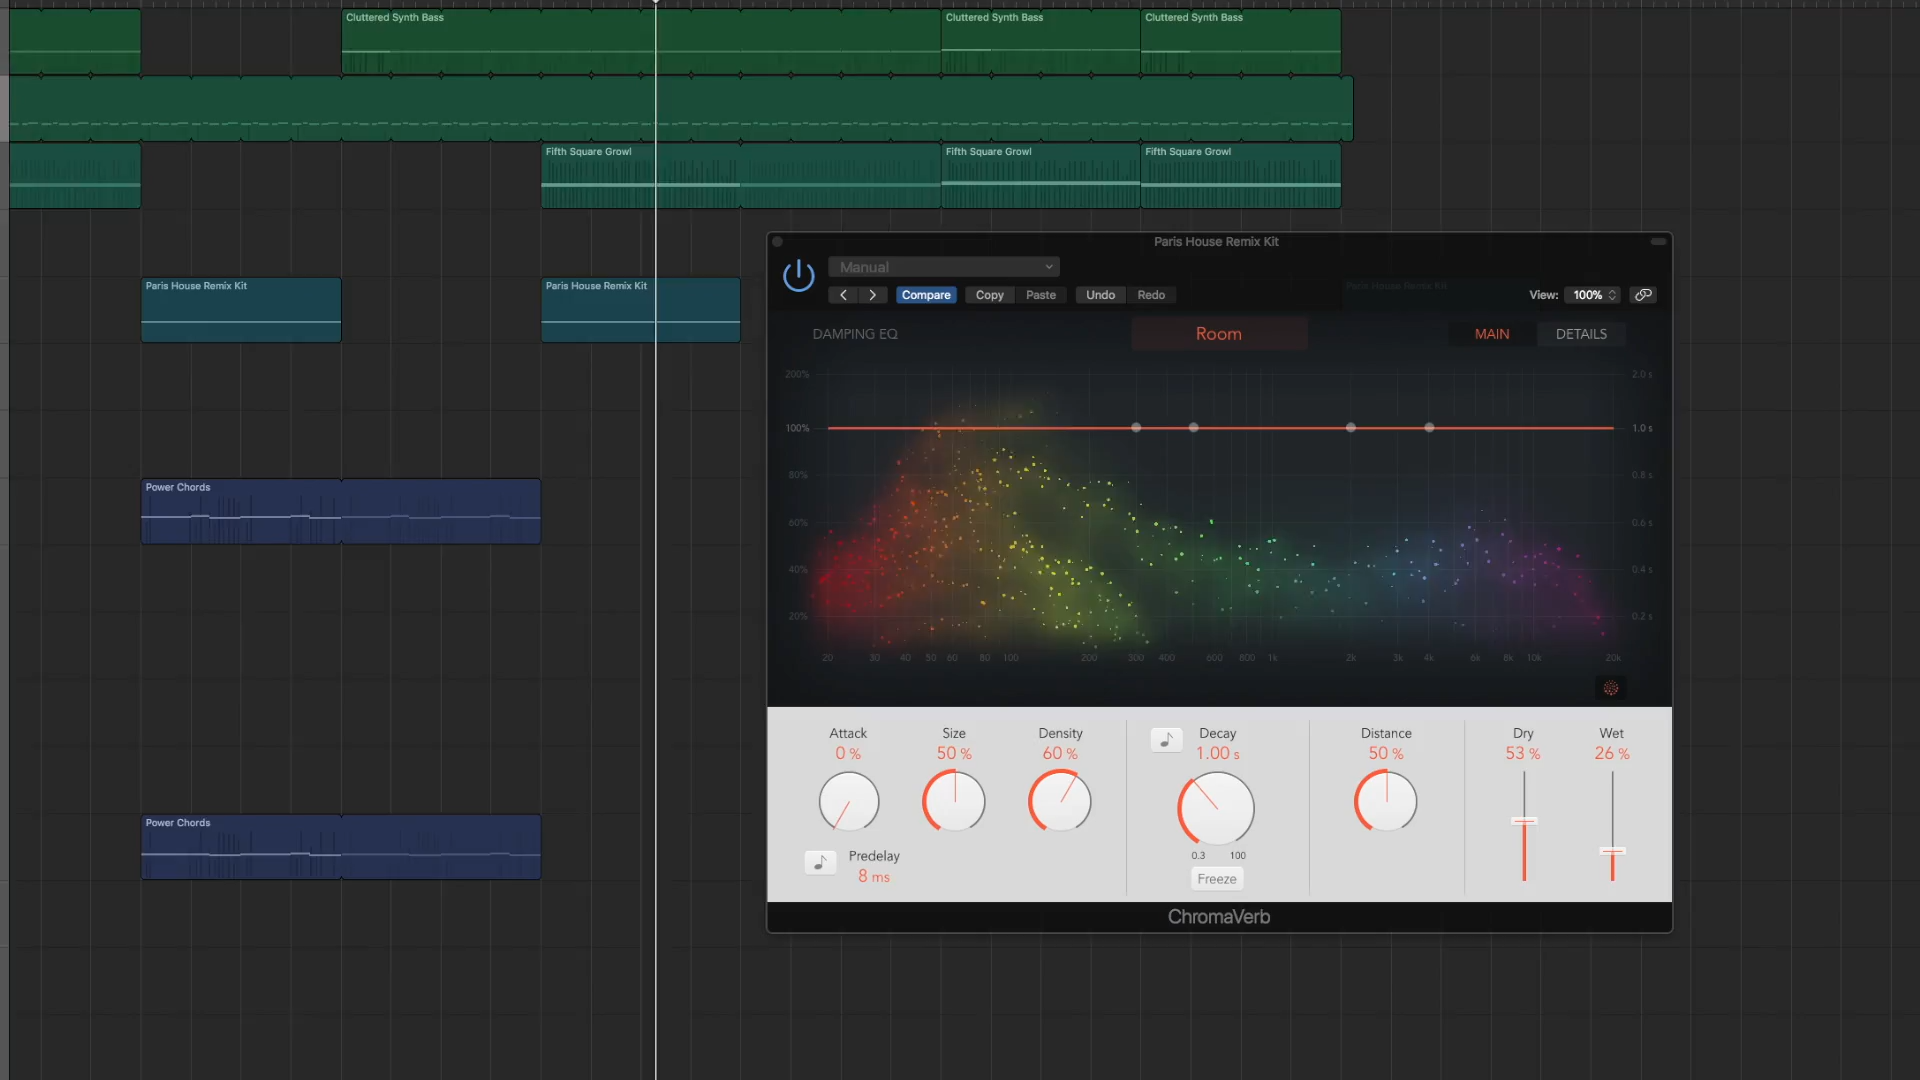 Cluttered Synth Bass
Cluttered Synth Bass
Cluttered Synth Bass
Fifth Square Growl
Fifth Square Growl
Fifth Square Growl
Paris House Remix Kit
Paris House Remix Kit
Power Chords
Power Chords
Paris House Remix Kit
Manual
Compare
Copy
Paste
Undo
Redo
Paris House Remix Kit
View: 100%
DAMPING EQ
Room
MAIN
DETAILS
200% 2.0 s
100% 1.0 s
80% 0.8 s
60% 0.6 s
40% 0.4 s
20% 0.2 s
20 30 40 50 60 80 100 200 300 400 600 800 1k 2k 3k 4k 6k 8k 10k 20k
Attack
0 %
Size
50 %
Density
60 %
Decay
1.00 s
Distance
50 %
Dry
53 %
Wet
26 %
Predelay
8 ms
0.3 100
Freeze
ChromaVerb